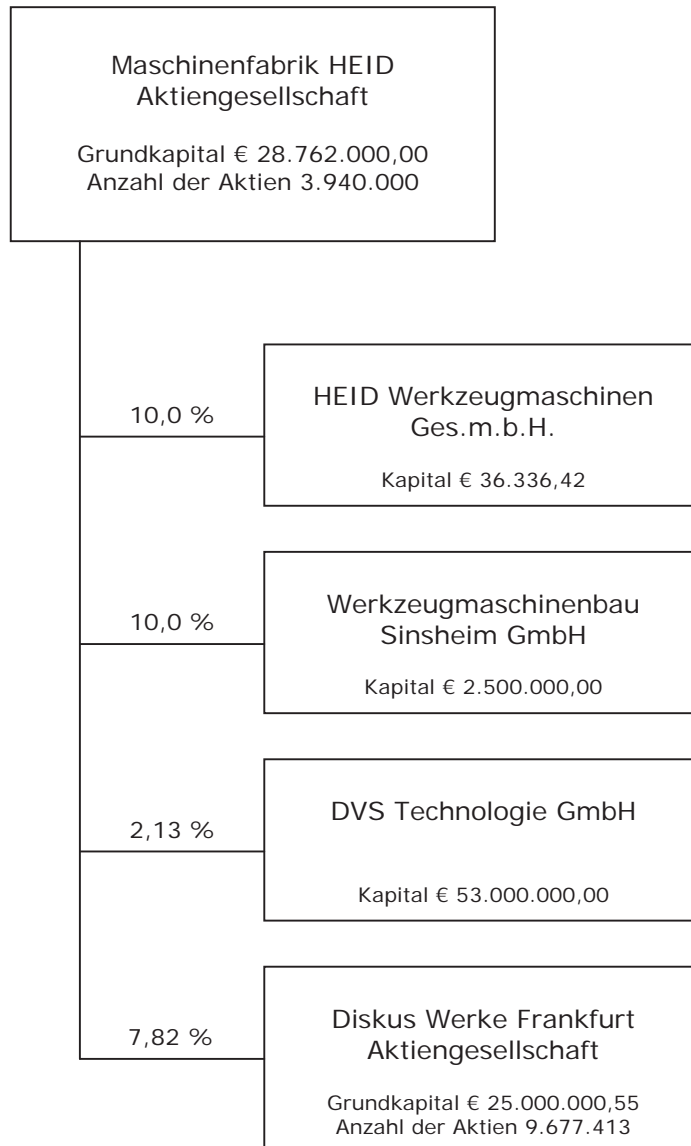 Maschinenfabrik HEID
Aktiengesellschaft
Grundkapital € 28.762.000,00
Anzahl der Aktien 3.940.000
10,0 %
HEID Werkzeugmaschinen
Ges.m.b.H.
Kapital € 36.336,42
10,0 %
Werkzeugmaschinenbau
Sinsheim GmbH
Kapital € 2.500.000,00
2,13 %
DVS Technologie GmbH
Kapital € 53.000.000,00
7,82 %
Diskus Werke Frankfurt
Aktiengesellschaft
Grundkapital € 25.000.000,55
Anzahl der Aktien 9.677.413